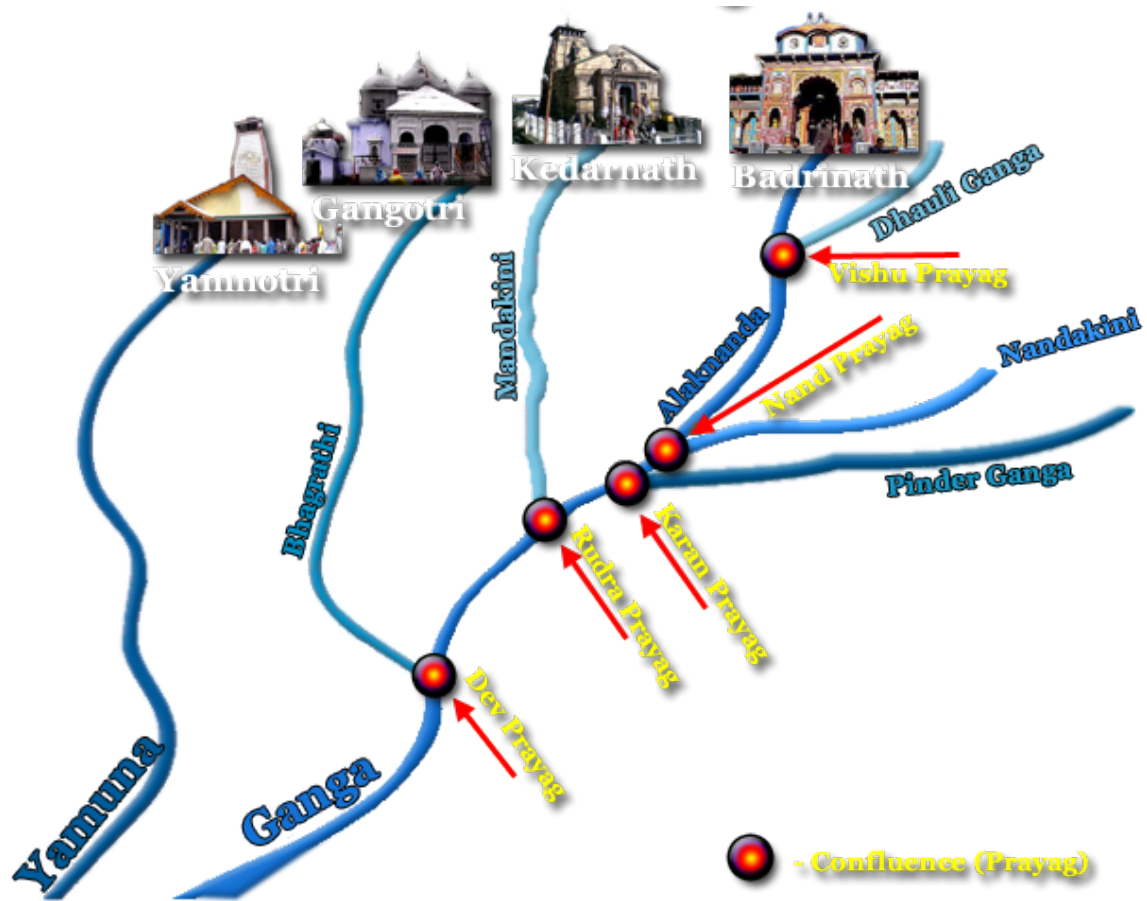 Kedarnath
Badrinath
Gangotri
Yamnotri
Dhauli Ganga
Vishu Prayag
Mandakini
Alaknanda
Nand Prayag
Nandakini
Bhagrathi
Pinder Ganga
Karan Prayag
Rudra Prayag
Dev Prayag
Yamuna
Ganga
- Confluence (Prayag)